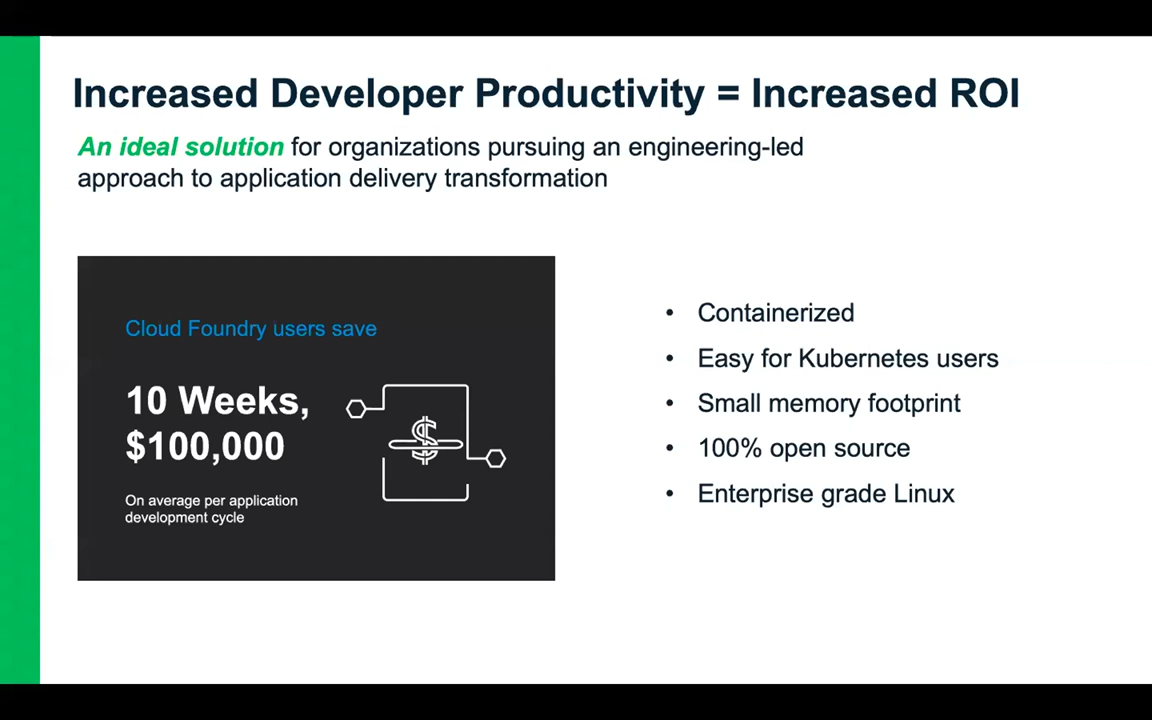 Increased Developer Productivity = Increased ROI
An ideal solution for organizations pursuing an engineering-led
approach to application delivery transformation
Cloud Foundry users save
10 Weeks,
$100,000
On average per application
development cycle
• Containerized
• Easy for Kubernetes users
• Small memory footprint
• 100% open source
• Enterprise grade Linux